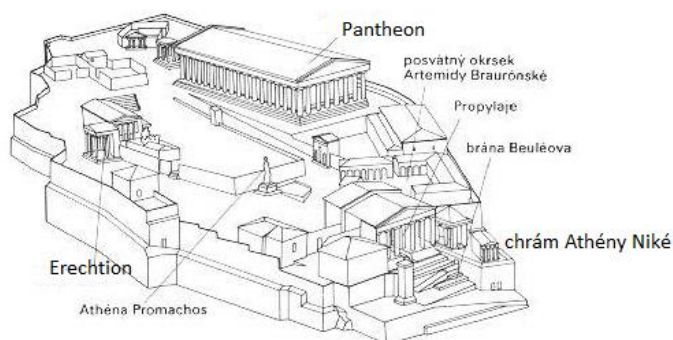 Pantheon
posvátný okrsek
Artemidy Braurónské
Propylaje
brána Beuléova
chrám Athény Niké
Erechtion
Athéna Promachos